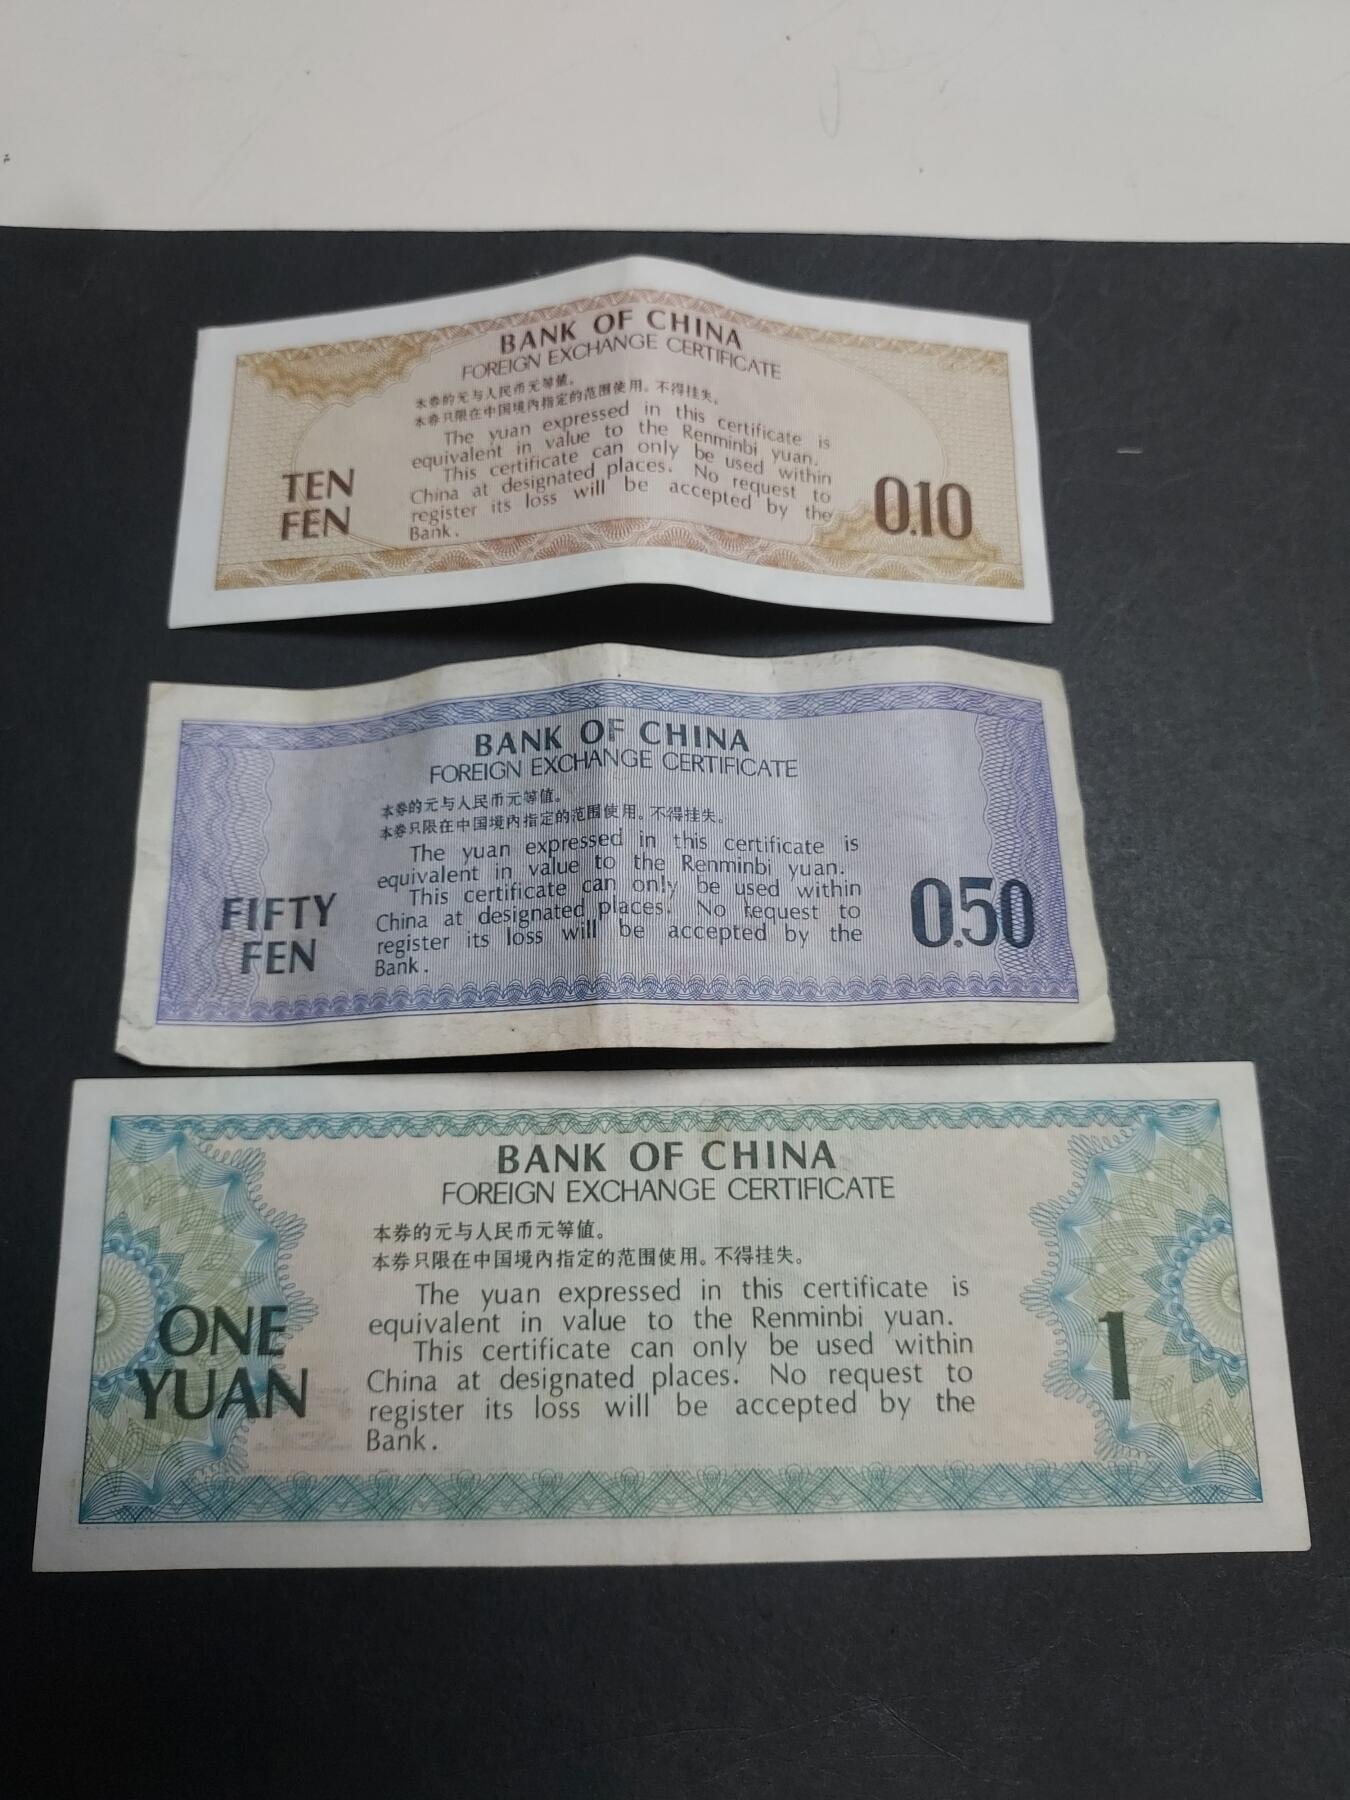 BANK OF CHINA
FOREIGN EXCHANGE CERTIFICATE
本券的元与人民币元等值。
本券只限在中国境内指定的范围使用。不得挂失。
The yuan expressed in this certificate is
equivalent in value to the Renminbi yuan.
This certificate can only be used within
China at designated places. No request to
register its loss will be accepted by the
Bank.
TEN
FEN
0.10
BANK OF CHINA
FOREIGN EXCHANGE CERTIFICATE
本券的元与人民币元等值。
本券只限在中国境内指定的范围使用。不得挂失。
The yuan expressed in this certificate is
equivalent in value to the Renminbi yuan.
This certificate can only be used within
China at designated places. No request to
register its loss will be accepted by the
Bank.
FIFTY
FEN
0.50
BANK OF CHINA
FOREIGN EXCHANGE CERTIFICATE
本券的元与人民币元等值。
本券只限在中国境内指定的范围使用。不得挂失。
The yuan expressed in this certificate is
equivalent in value to the Renminbi yuan.
This certificate can only be used within
China at designated places. No request to
register its loss will be accepted by the
Bank.
ONE
YUAN
1